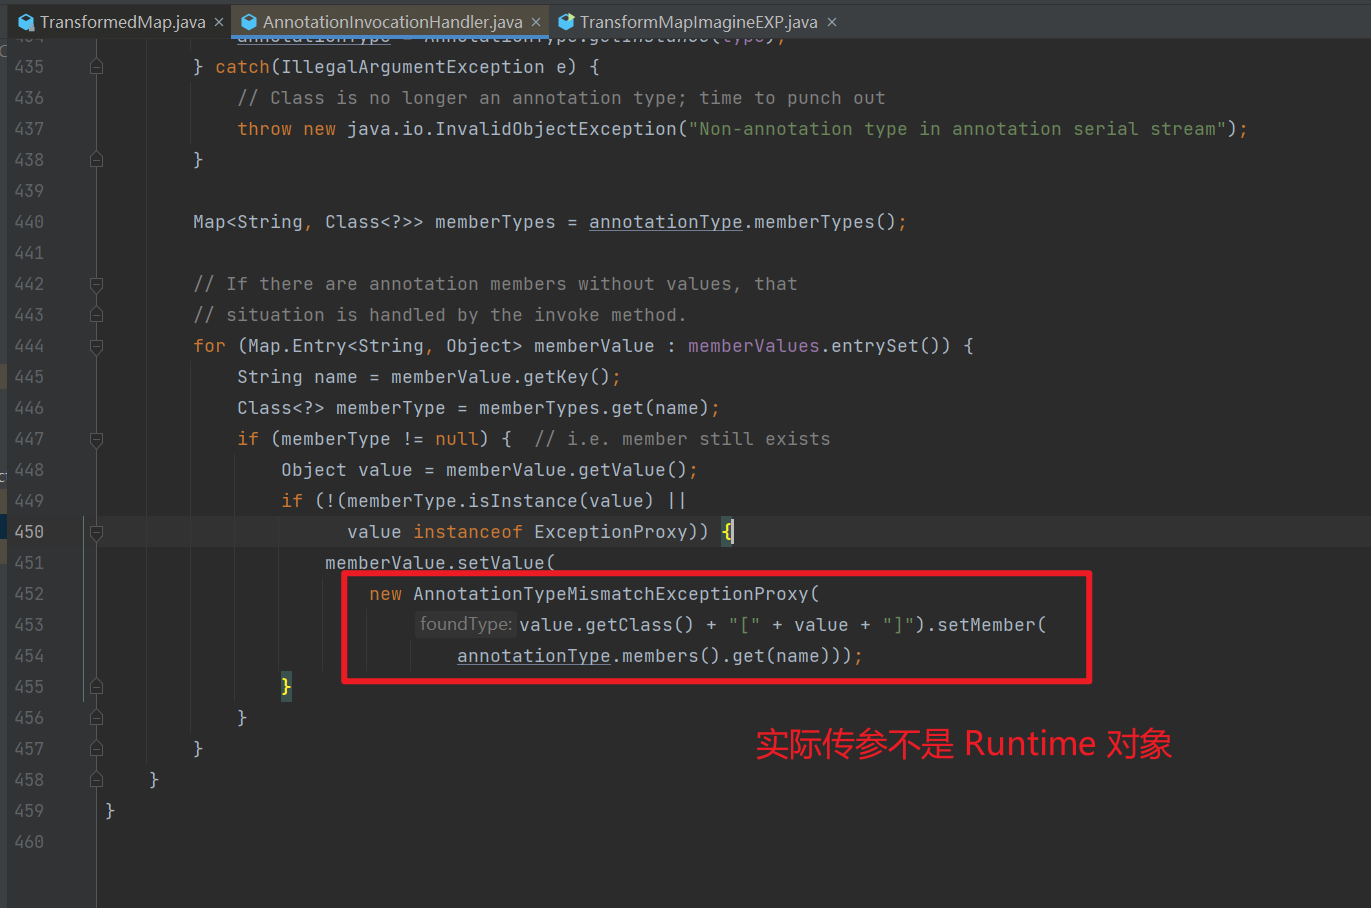 TransformedMap.java
AnnotationInvocationHandler.java
TransformMapImagineEXP.java
annotationType = AnnotationType.getInstance(type);
435 } catch(IllegalArgumentException e) {
436 // Class is no longer an annotation type; time to punch out
437 throw new java.io.InvalidObjectException("Non-annotation type in annotation serial stream");
438 }
439
440 Map<String, Class<?>> memberTypes = annotationType.memberTypes();
441
442 // If there are annotation members without values, that
443 // situation is handled by the invoke method.
444 for (Map.Entry<String, Object> memberValue : memberValues.entrySet()) {
445 String name = memberValue.getKey();
446 Class<?> memberType = memberTypes.get(name);
447 if (memberType != null) { // i.e. member still exists
448 Object value = memberValue.getValue();
449 if (!(memberType.isInstance(value) ||
450 value instanceof ExceptionProxy)) {
451 memberValue.setValue(
452 new AnnotationTypeMismatchExceptionProxy(
453 foundType: value.getClass() + "[" + value + "]").setMember(
454 annotationType.members().get(name)));
455 }
456 }
457 }
实际传参不是 Runtime 对象
458 }
459 }
460